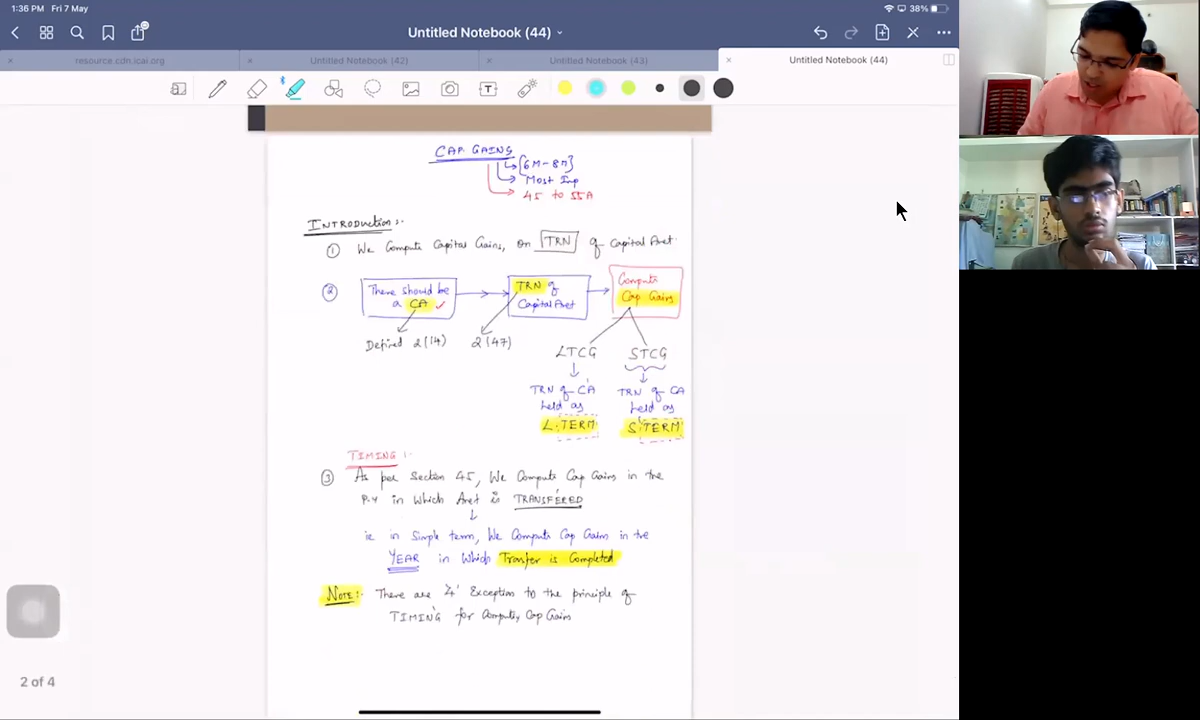 1:36 PM Fri 7 May
38%
Untitled Notebook (44)
resource.cdn.icai.org
Untitled Notebook (42)
Untitled Notebook (43)
Untitled Notebook (44)
CAP GAINS
[6M-8M]
Most Imp
45 to 55A
INTRODUCTION:-
① We Compute Capital Gains, on TRN of Capital Asset
② There should be
a CA ✓
TRN of
Capital Asset
Compute
Cap Gains
Defined 2(14)
2(47)
LTCG
STCG
TRN of CA
held as
L.TERM
TRN of CA
held as
S.TERM
TIMING :-
③ As per Section 45, We Compute Cap Gains in the
P.Y in which Asset is TRANSFERED
ie in Simple term, We Compute Cap Gains in the
YEAR in which Transfer is Completed
NOTE:- There are 4 Exception to the principle of
TIMING for Computing Cap Gains
2 of 4